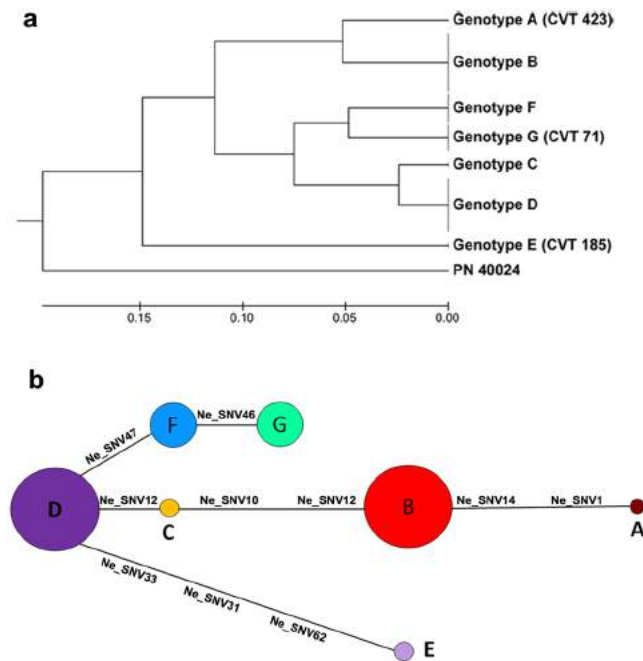 a
Genotype A (CVT 423)
Genotype B
Genotype F
Genotype G (CVT 71)
Genotype C
Genotype D
Genotype E (CVT 185)
PN 40024
0.15 0.10 0.05 0.00
b
F Ne_SNV46 G
Ne_SNV47
D Ne_SNV12 Ne_SNV10 Ne_SNV12 B Ne_SNV14 Ne_SNV1
C
A
Ne_SNV33
Ne_SNV31
Ne_SNV62
E